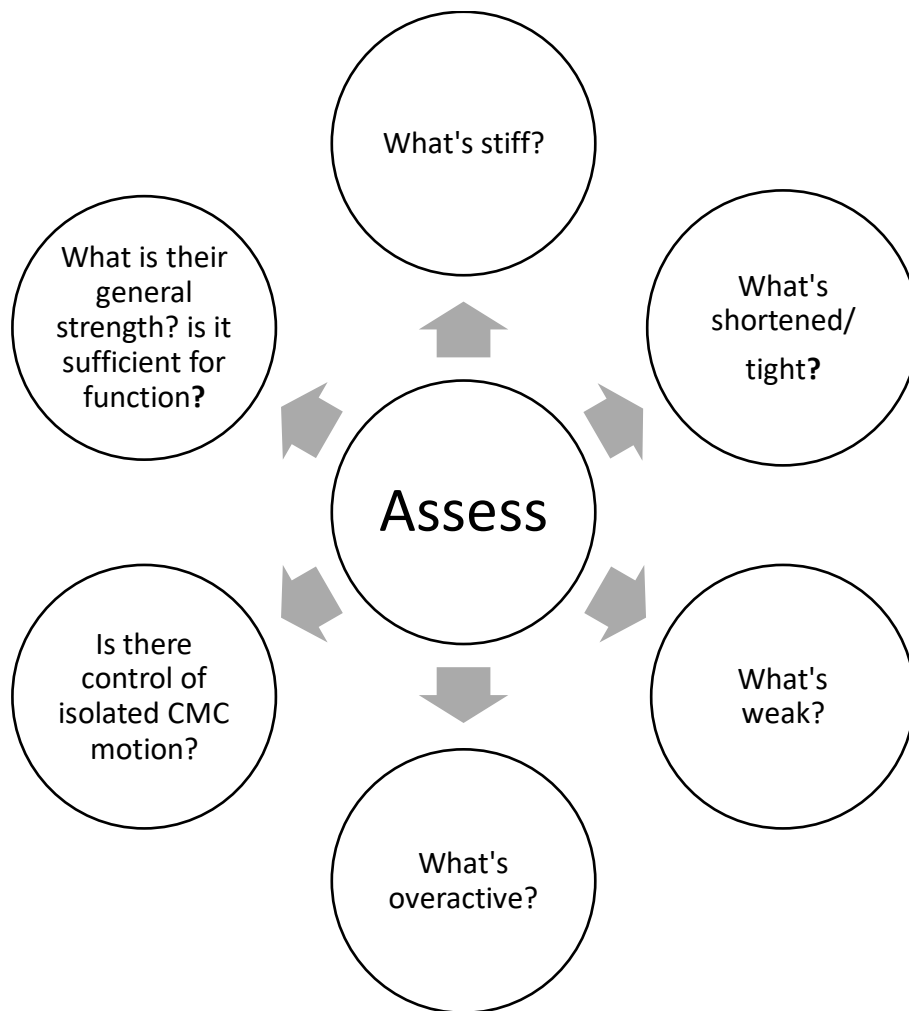 What's stiff?
What's
shortened/
tight?
What's
weak?
What's
overactive?
Is there
control of
isolated CMC
motion?
What is their
general
strength? is it
sufficient for
function?
Assess